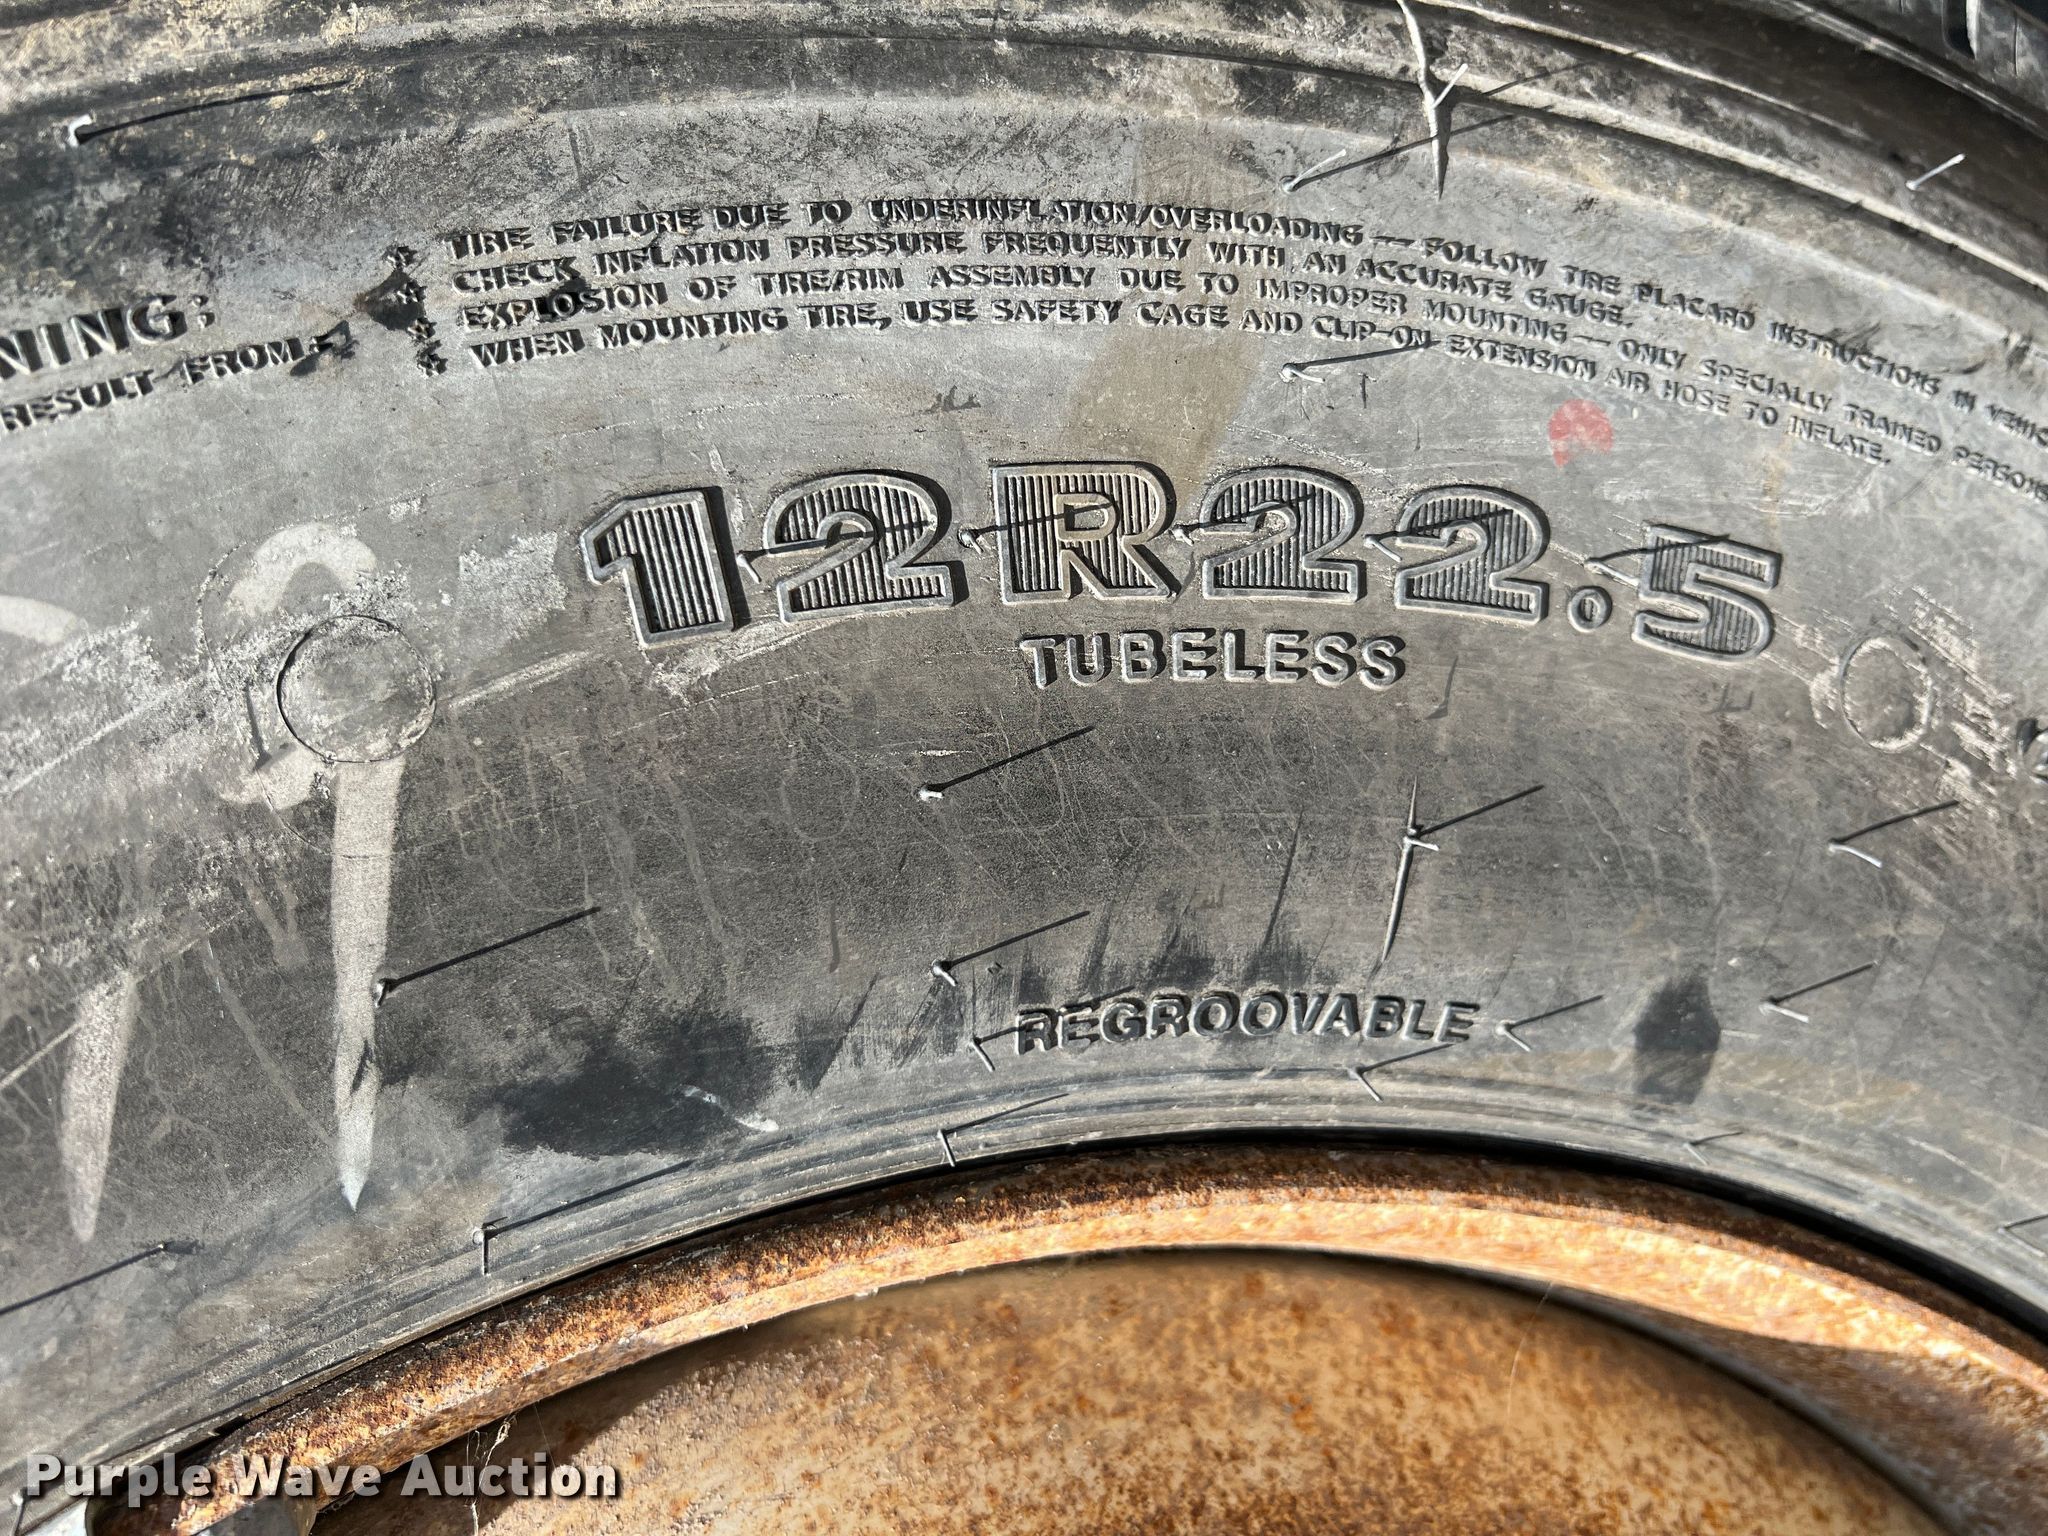 NING:
RESULT FROM:
★ TIRE FAILURE DUE TO UNDERINFLATION/OVERLOADING — FOLLOW TIRE PLACARD INSTRUCTIONS IN
★ CHECK INFLATION PRESSURE FREQUENTLY WITH AN ACCURATE GAUGE.
★ EXPLOSION OF TIRE/RIM ASSEMBLY DUE TO IMPROPER MOUNTING — ONLY SPECIALLY TRAINED PERSONS
★ WHEN MOUNTING TIRE, USE SAFETY CAGE AND CLIP-ON EXTENSION AIR HOSE TO INFLATE.
12R22.5
TUBELESS
REGROOVABLE
Purple Wave Auction